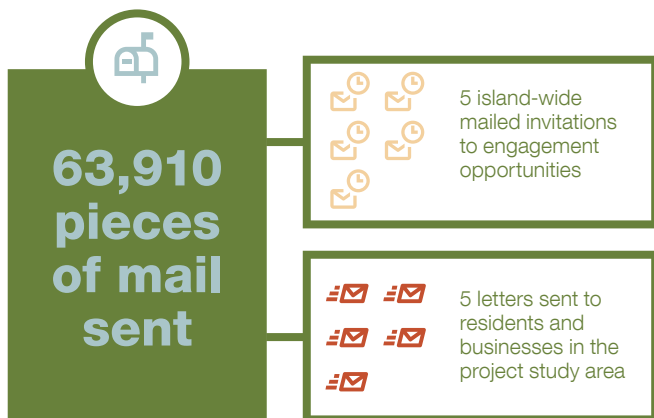 63,910
pieces
of mail
sent
5 island-wide
mailed invitations
to engagement
opportunities
5 letters sent to
residents and
businesses in the
project study area